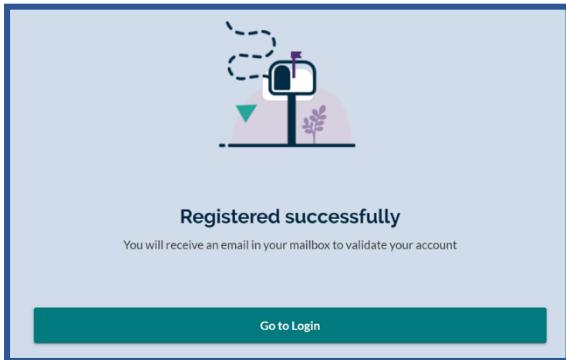 Registered successfully
You will receive an email in your mailbox to validate your account
Go to Login